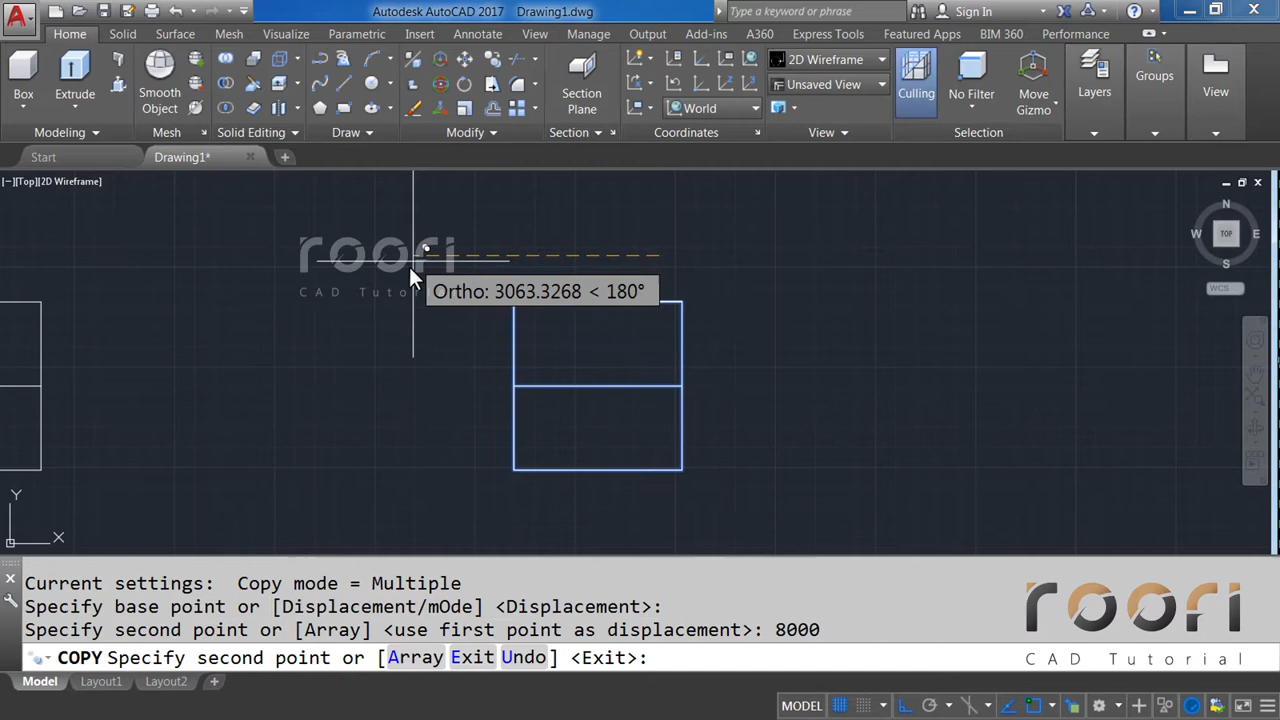 Autodesk AutoCAD 2017 Drawing1.dwg
Type a keyword or phrase
Sign In
Home Solid Surface Mesh Visualize Parametric Insert Annotate View Manage Output Add-ins A360 Express Tools Featured Apps BIM 360 Performance
2D Wireframe
Unsaved View
World
Box Extrude Smooth Object Section Plane Culling No Filter Move Gizmo Layers Groups View
Modeling Mesh Solid Editing Draw Modify Section Coordinates View Selection
Start Drawing1*
[−][Top][2D Wireframe]
N
W TOP E
S
WCS
roofi
CAD Tutor
Ortho: 3063.3268 < 180°
Y
X
Current settings: Copy mode = Multiple
Specify base point or [Displacement/mOde] <Displacement>:
Specify second point or [Array] <use first point as displacement>: 8000
COPY Specify second point or [Array Exit Undo] <Exit>:
roofi
CAD Tutorial
Model Layout1 Layout2
MODEL